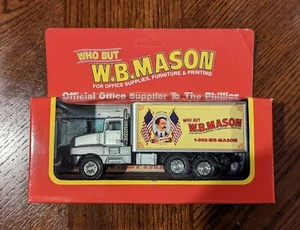 WHO BUT
W.B. MASON
FOR OFFICE SUPPLIES, FURNITURE & PRINTING
Official Office Supplier To The Phillies
WHO BUT
W.B. MASON
1-888-WB-MASON